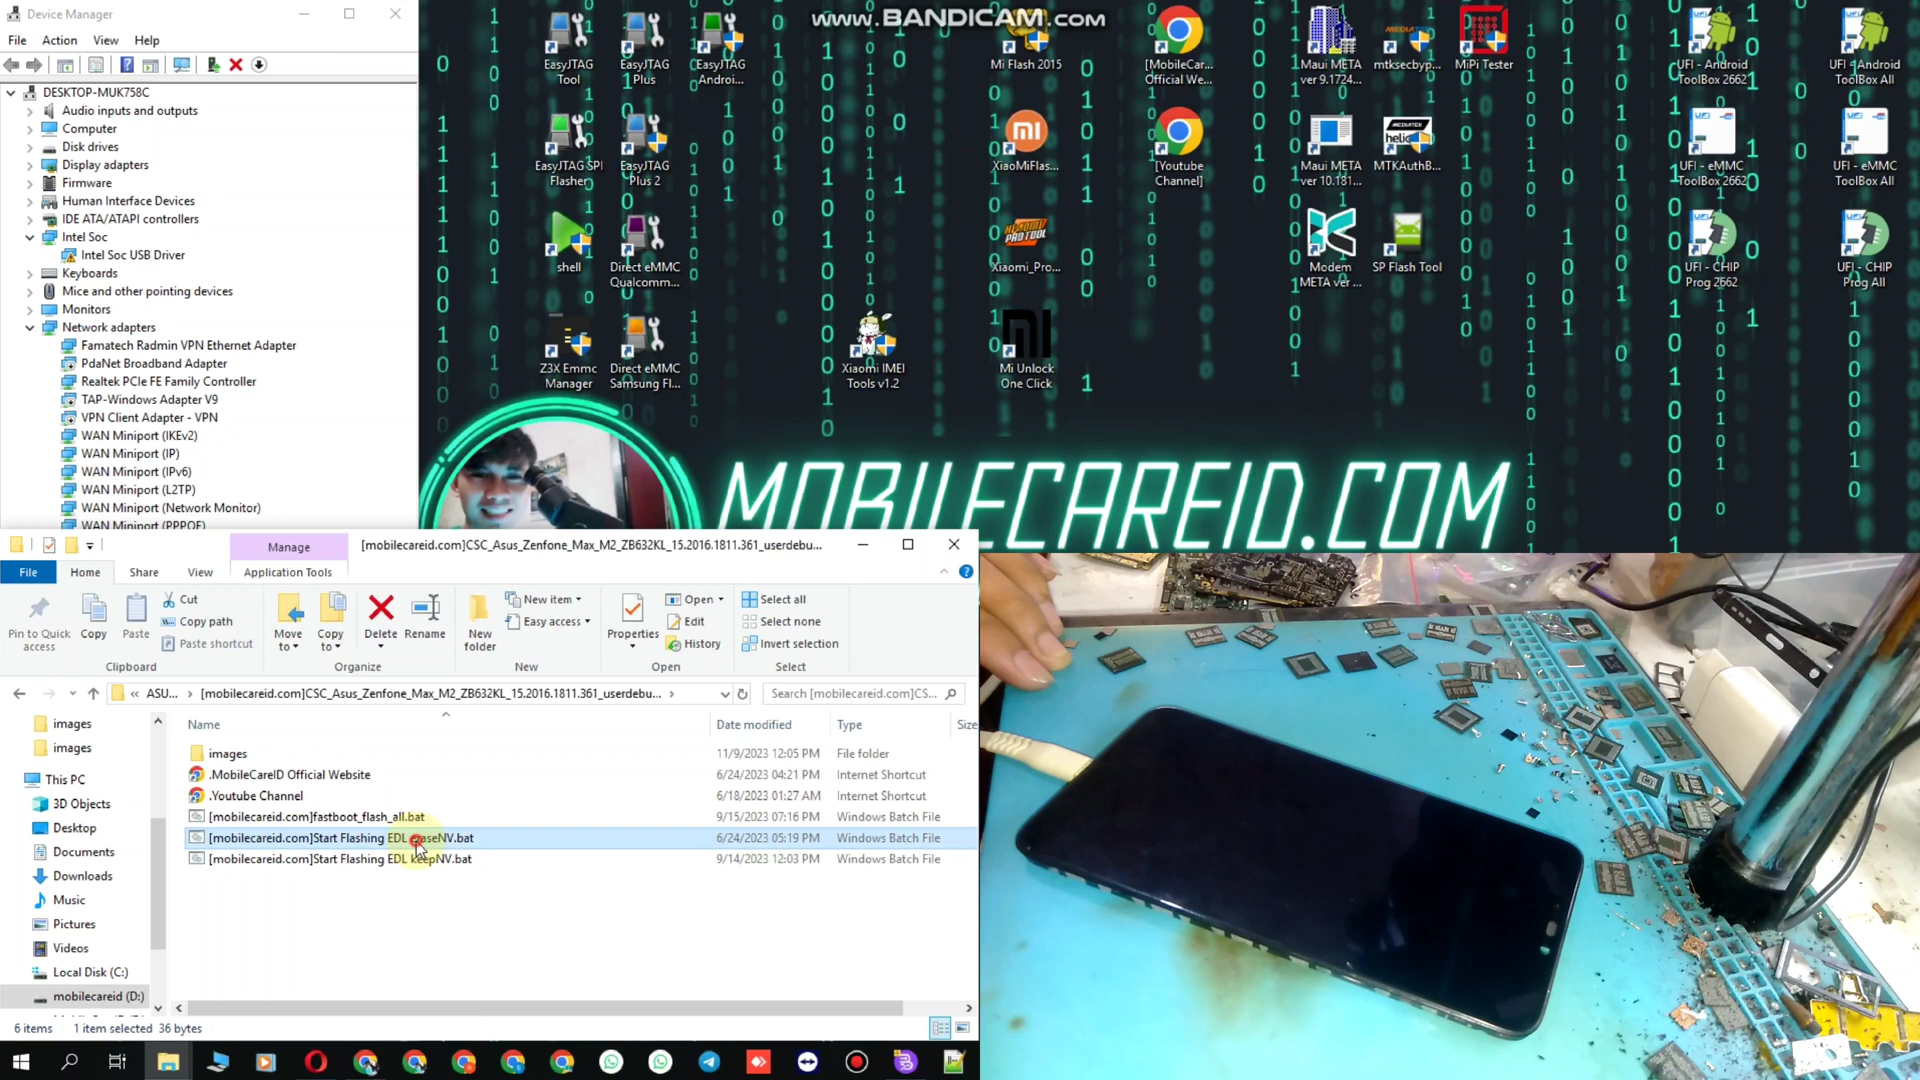 Device Manager
File Action View Help
DESKTOP-MUK758C
Audio inputs and outputs
Computer
Disk drives
Display adapters
Firmware
Human Interface Devices
IDE ATA/ATAPI controllers
Intel Soc
Intel Soc USB Driver
Keyboards
Mice and other pointing devices
Monitors
Network adapters
Famatech Radmin VPN Ethernet Adapter
PdaNet Broadband Adapter
Realtek PCIe FE Family Controller
TAP-Windows Adapter V9
VPN Client Adapter - VPN
WAN Miniport (IKEv2)
WAN Miniport (IP)
WAN Miniport (IPv6)
WAN Miniport (L2TP)
WAN Miniport (Network Monitor)
WAN Miniport (PPPOE)
www.BANDICAM.com
EasyJTAG Tool
EasyJTAG Plus
EasyJTAG Androi...
Mi Flash 2015
[MobileCar... Official We...
Maui META ver 9.1724...
mtksecbyp...
MiPi Tester
UFI - Android ToolBox 2662
UFI - Android ToolBox All
EasyJTAG SPI Flasher
EasyJTAG Plus 2
XiaoMiFlas...
[Youtube Channel]
Maui META ver 10.181...
MTKAuthB...
UFI - eMMC ToolBox 2662
UFI - eMMC ToolBox All
shell
Direct eMMC Qualcomm...
Xiaomi_Pro...
Modem META ver ...
SP Flash Tool
UFI - CHIP Prog 2662
UFI - CHIP Prog All
Z3X Emmc Manager
Direct eMMC Samsung Fl...
Xiaomi IMEI Tools v1.2
Mi Unlock One Click
MOBILECAREID.COM
Manage
[mobilecareid.com]CSC_Asus_Zenfone_Max_M2_ZB632KL_15.2016.1811.361_userdebu...
File Home Share View Application Tools
Pin to Quick access
Copy
Paste
Cut
Copy path
Paste shortcut
Move to
Copy to
Delete
Rename
New folder
New item
Easy access
Properties
Open
Edit
History
Select all
Select none
Invert selection
Clipboard Organize New Open Select
« ASU... › [mobilecareid.com]CSC_Asus_Zenfone_Max_M2_ZB632KL_15.2016.1811.361_userdebu... ›
Search [mobilecareid.com]CS...
images
images
This PC
3D Objects
Desktop
Documents
Downloads
Music
Pictures
Videos
Local Disk (C:)
mobilecareid (D:)
Name Date modified Type Size
images 11/9/2023 12:05 PM File folder
.MobileCareID Official Website 6/24/2023 04:21 PM Internet Shortcut
.Youtube Channel 6/18/2023 01:27 AM Internet Shortcut
[mobilecareid.com]fastboot_flash_all.bat 9/15/2023 07:16 PM Windows Batch File
[mobilecareid.com]Start Flashing EDL eraseNV.bat 6/24/2023 05:19 PM Windows Batch File
[mobilecareid.com]Start Flashing EDL keepNV.bat 9/14/2023 12:03 PM Windows Batch File
6 items 1 item selected 36 bytes